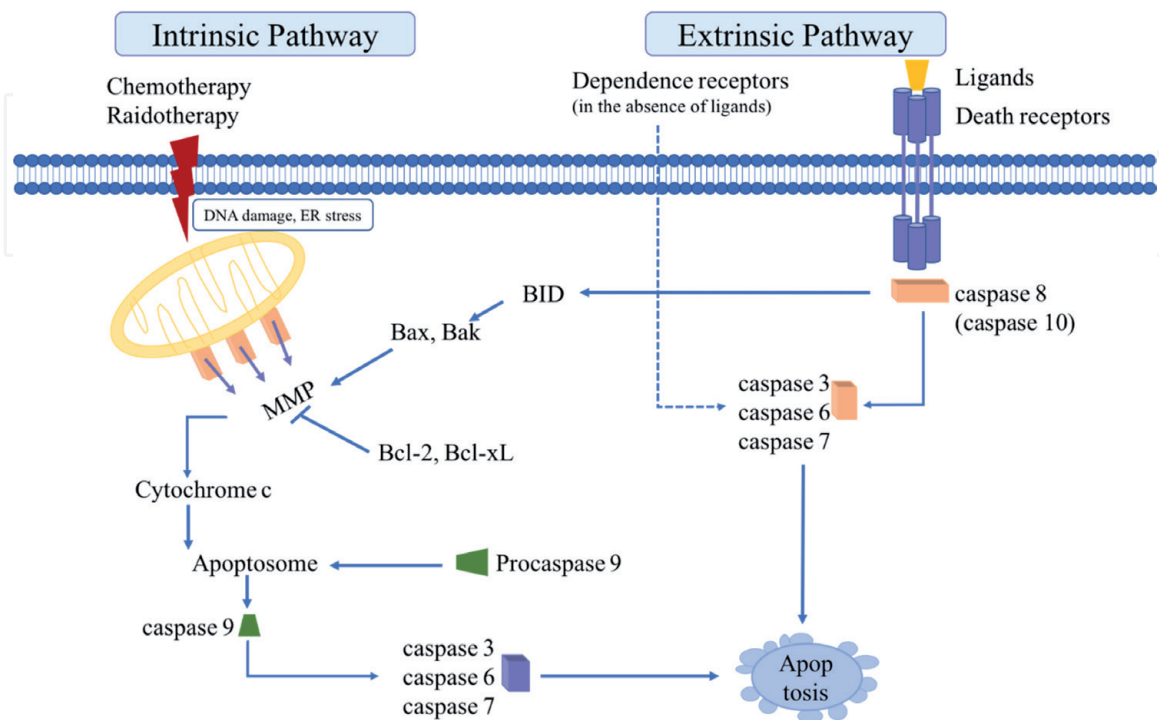 Intrinsic Pathway
Extrinsic Pathway
Chemotherapy
Raidotherapy
Dependence receptors
(in the absence of ligands)
Ligands
Death receptors
DNA damage, ER stress
BID
caspase 8
(caspase 10)
Bax, Bak
MMP
caspase 3
caspase 6
caspase 7
Bcl-2, Bcl-xL
Cytochrome c
Apoptosome
Procaspase 9
caspase 9
caspase 3
caspase 6
caspase 7
Apop
tosis